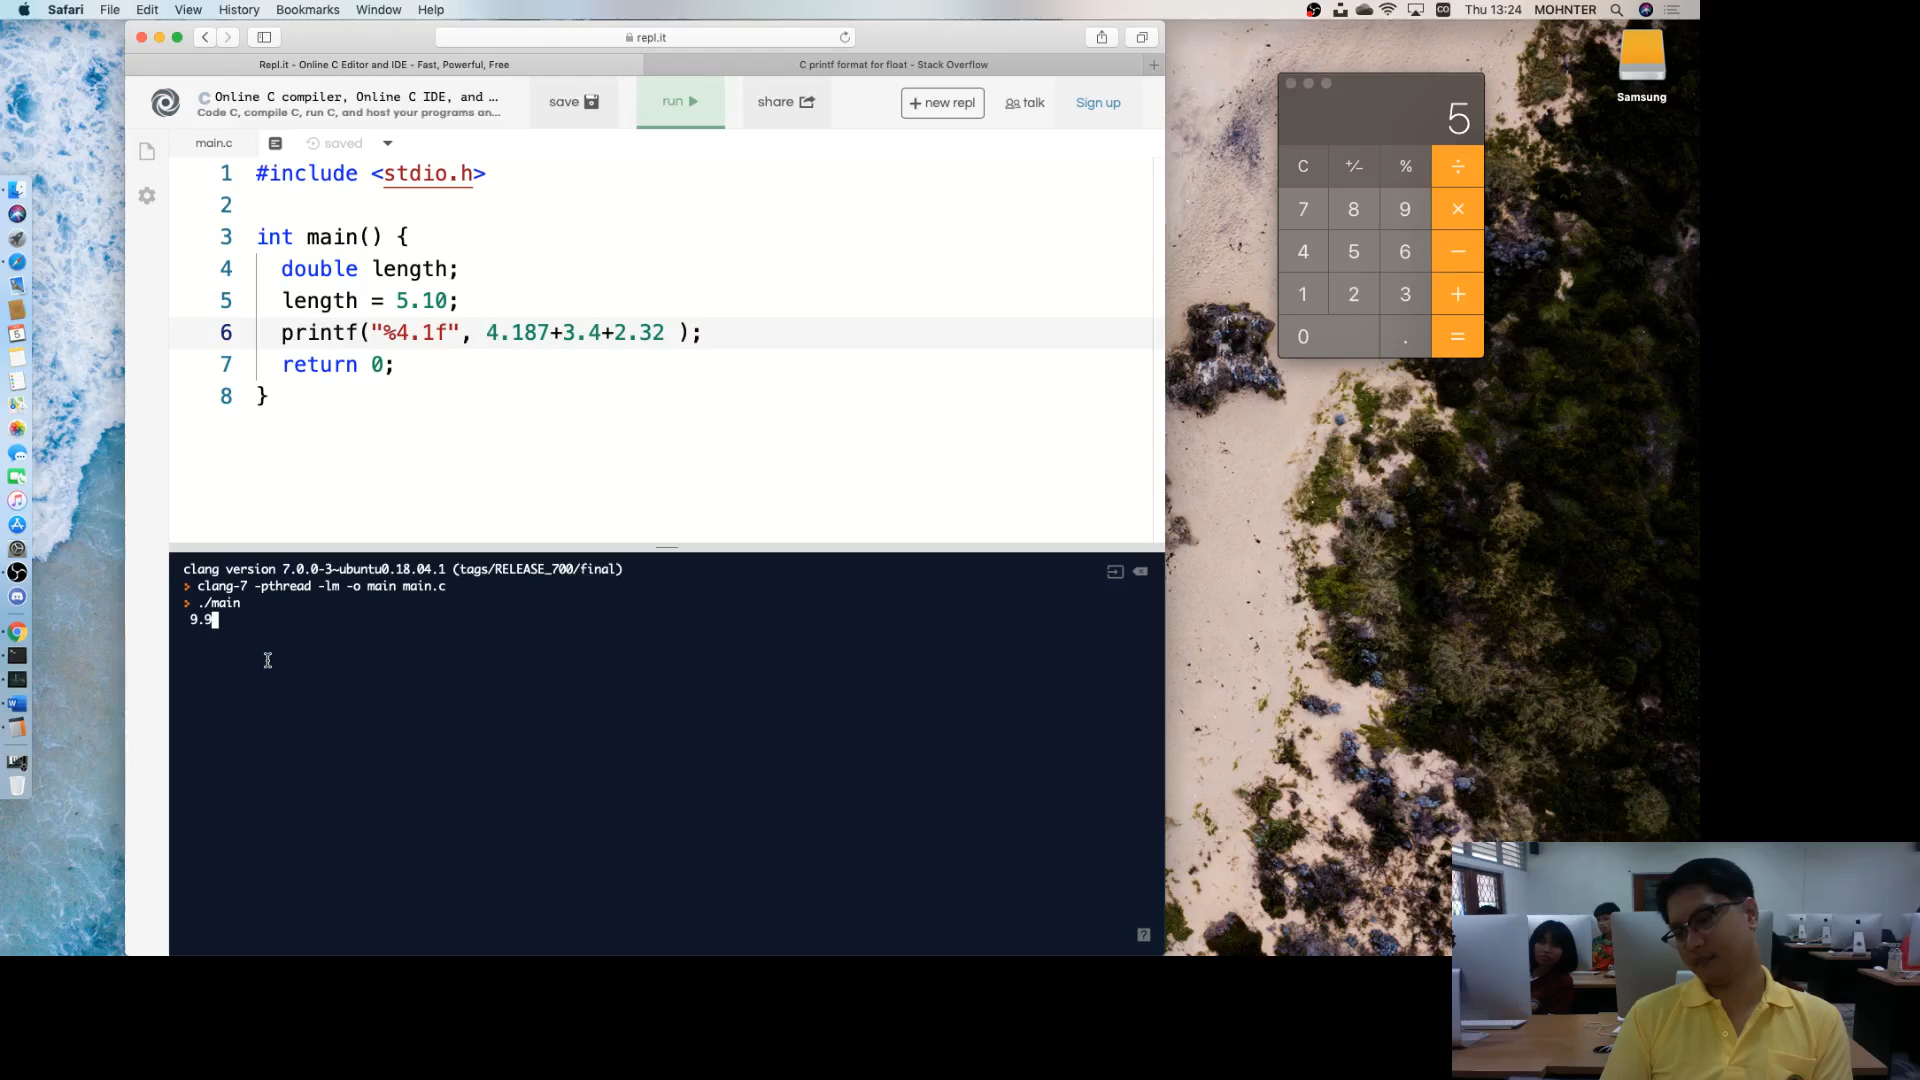 Safari File Edit View History Bookmarks Window Help
Thu 13:24 MOHNTER
repl.it
Repl.it - Online C Editor and IDE - Fast, Powerful, Free
C printf format for float - Stack Overflow
Online C compiler, Online C IDE, and ...
Code C, compile C, run C, and host your programs an...
save
run
share
+ new repl
talk
Sign up
main.c
saved
1 #include <stdio.h>
2
3 int main() {
4 double length;
5 length = 5.10;
6 printf("%4.1f", 4.187+3.4+2.32 );
7 return 0;
8 }
clang version 7.0.0-3~ubuntu0.18.04.1 (tags/RELEASE_700/final)
> clang-7 -pthread -lm -o main main.c
> ./main
9.9
?
5
C +/- % ÷
7 8 9 ×
4 5 6 −
1 2 3 +
0 . =
Samsung